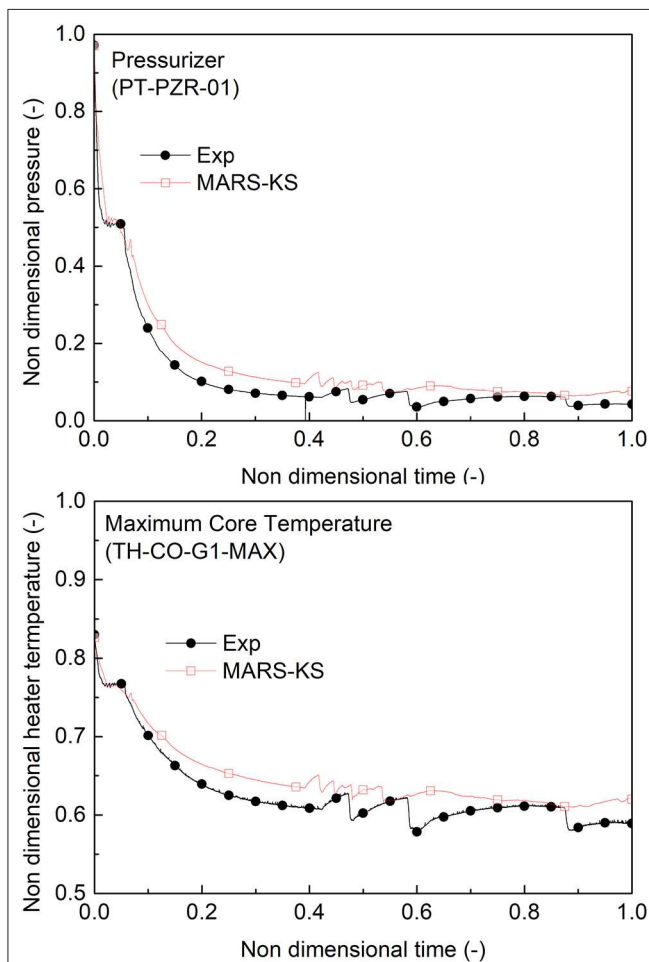 Non dimensional pressure (-)
1.0
0.8
0.6
0.4
0.2
0.0
Pressurizer
(PT-PZR-01)
Exp
MARS-KS
0.0 0.2 0.4 0.6 0.8 1.0
Non dimensional time (-)
Non dimensional heater termperature (-)
1.0
0.9
0.8
0.7
0.6
0.5
Maximum Core Temperature
(TH-CO-G1-MAX)
Exp
MARS-KS
0.0 0.2 0.4 0.6 0.8 1.0
Non dimensional time (-)